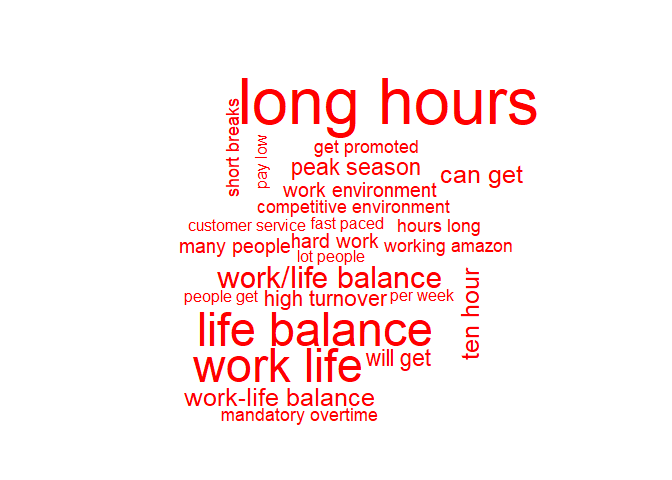 long hours
short breaks
pay low
get promoted
peak season
can get
work environment
competitive environment
customer service
fast paced
hours long
many people
hard work
working amazon
lot people
work/life balance
ten hour
people get
high turnover
per week
life balance
work life
will get
work-life balance
mandatory overtime